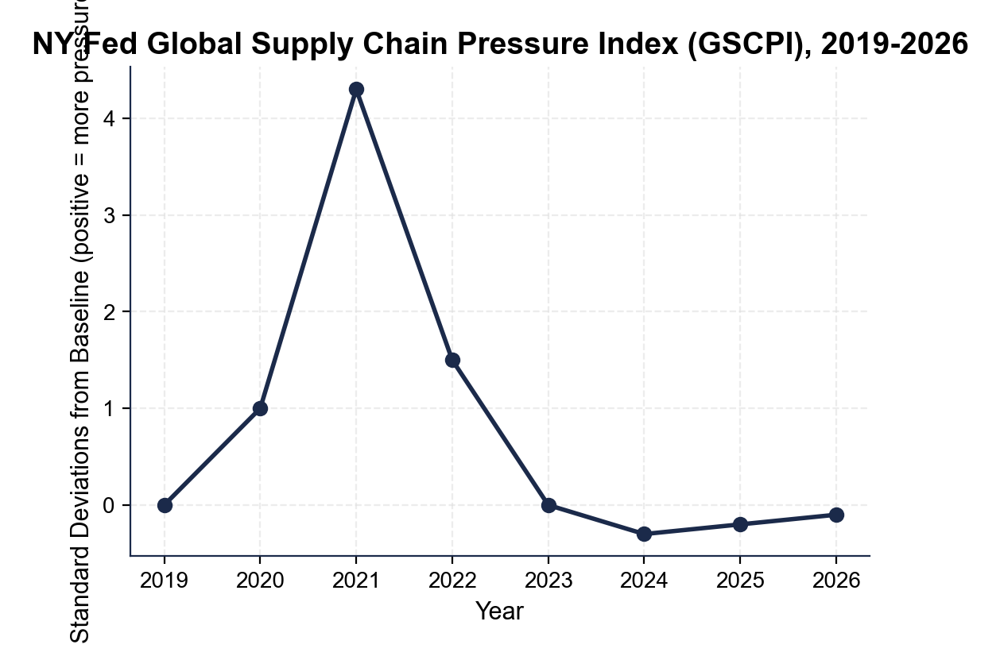 NY Fed Global Supply Chain Pressure Index (GSCPI), 2019-2026
Standard Deviations from Baseline (positive = more pressure
4
3
2
1
0
2019 2020 2021 2022 2023 2024 2025 2026
Year